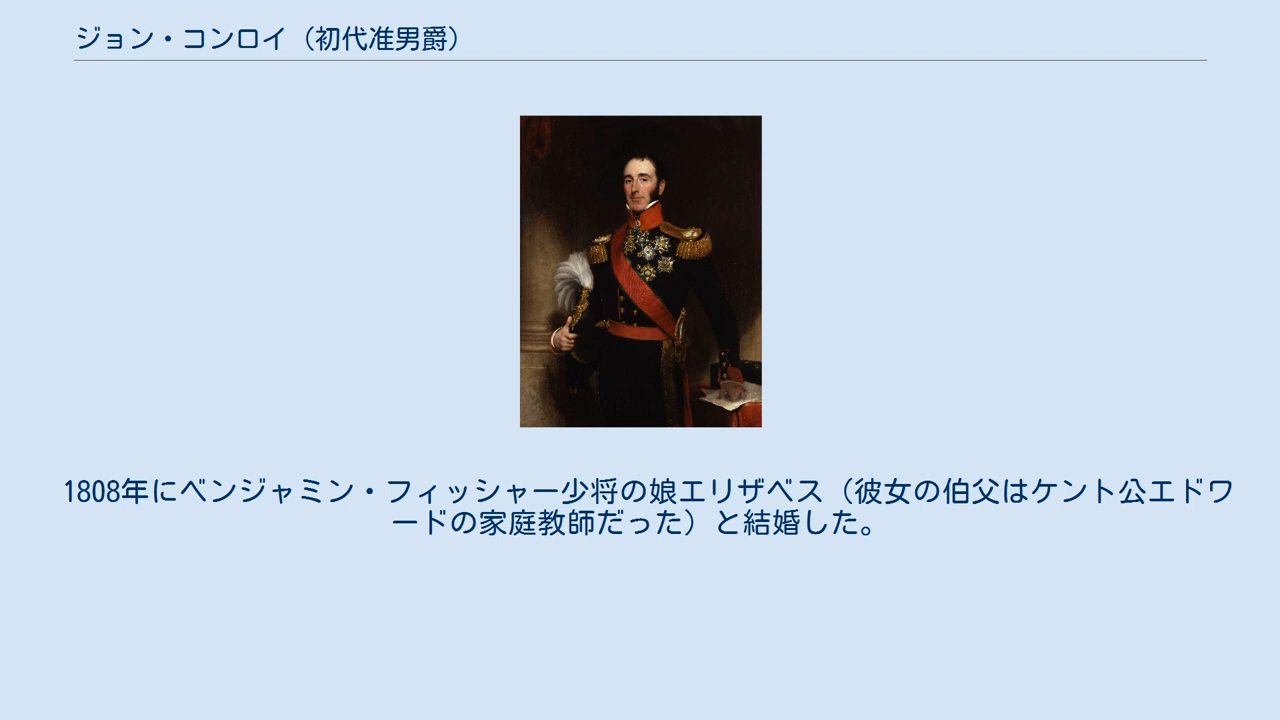 ジョン・コンロイ（初代准男爵）
1808年にベンジャミン・フィッシャー少将の娘エリザベス（彼女の伯父はケント公エドワ
ードの家庭教師だった）と結婚した。